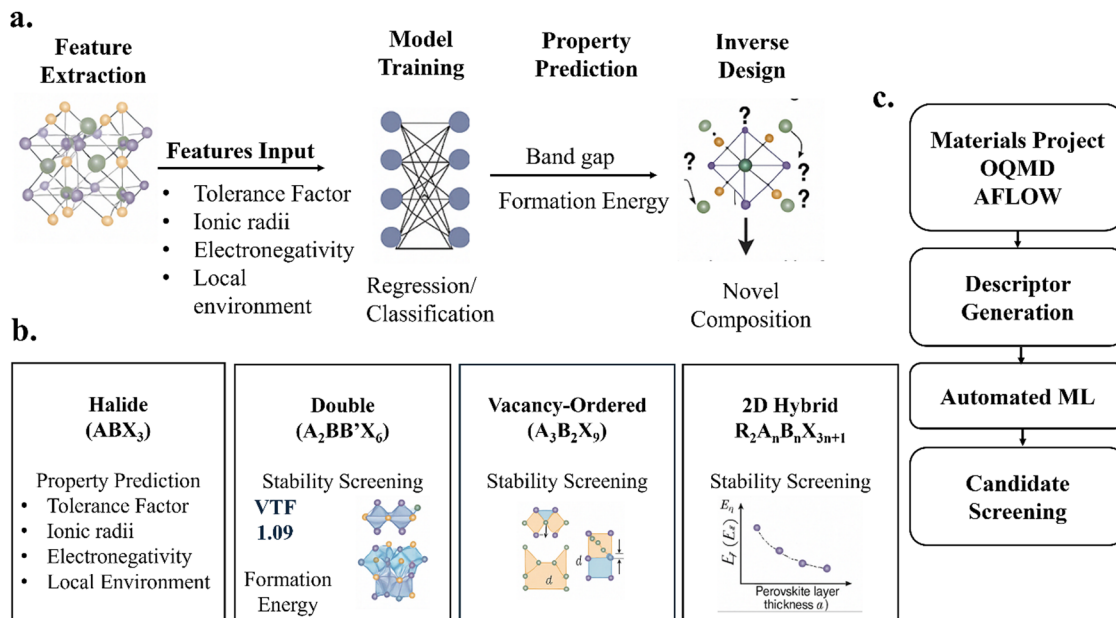 a.
Feature
Extraction
Model
Training
Property
Prediction
Inverse
Design
Features Input
• Tolerance Factor
• Ionic radii
• Electronegativity
• Local
environment
Regression/
Classification
Band gap
Formation Energy
?
?
?
?
?
Novel
Composition
b.
Halide
(ABX₃)
Property Prediction
• Tolerance Factor
• Ionic radii
• Electronegativity
• Local Environment
Double
(A₂BB’X₆)
Stability Screening
VTF
1.09
Formation
Energy
Vacancy-Ordered
(A₃B₂X₉)
Stability Screening
d
d
2D Hybrid
R₂AₙBₙX₃ₙ₊₁
Stability Screening
Eη
Perovskite layer
thickness a)
c.
Materials Project
OQMD
AFLOW
Descriptor
Generation
Automated ML
Candidate
Screening